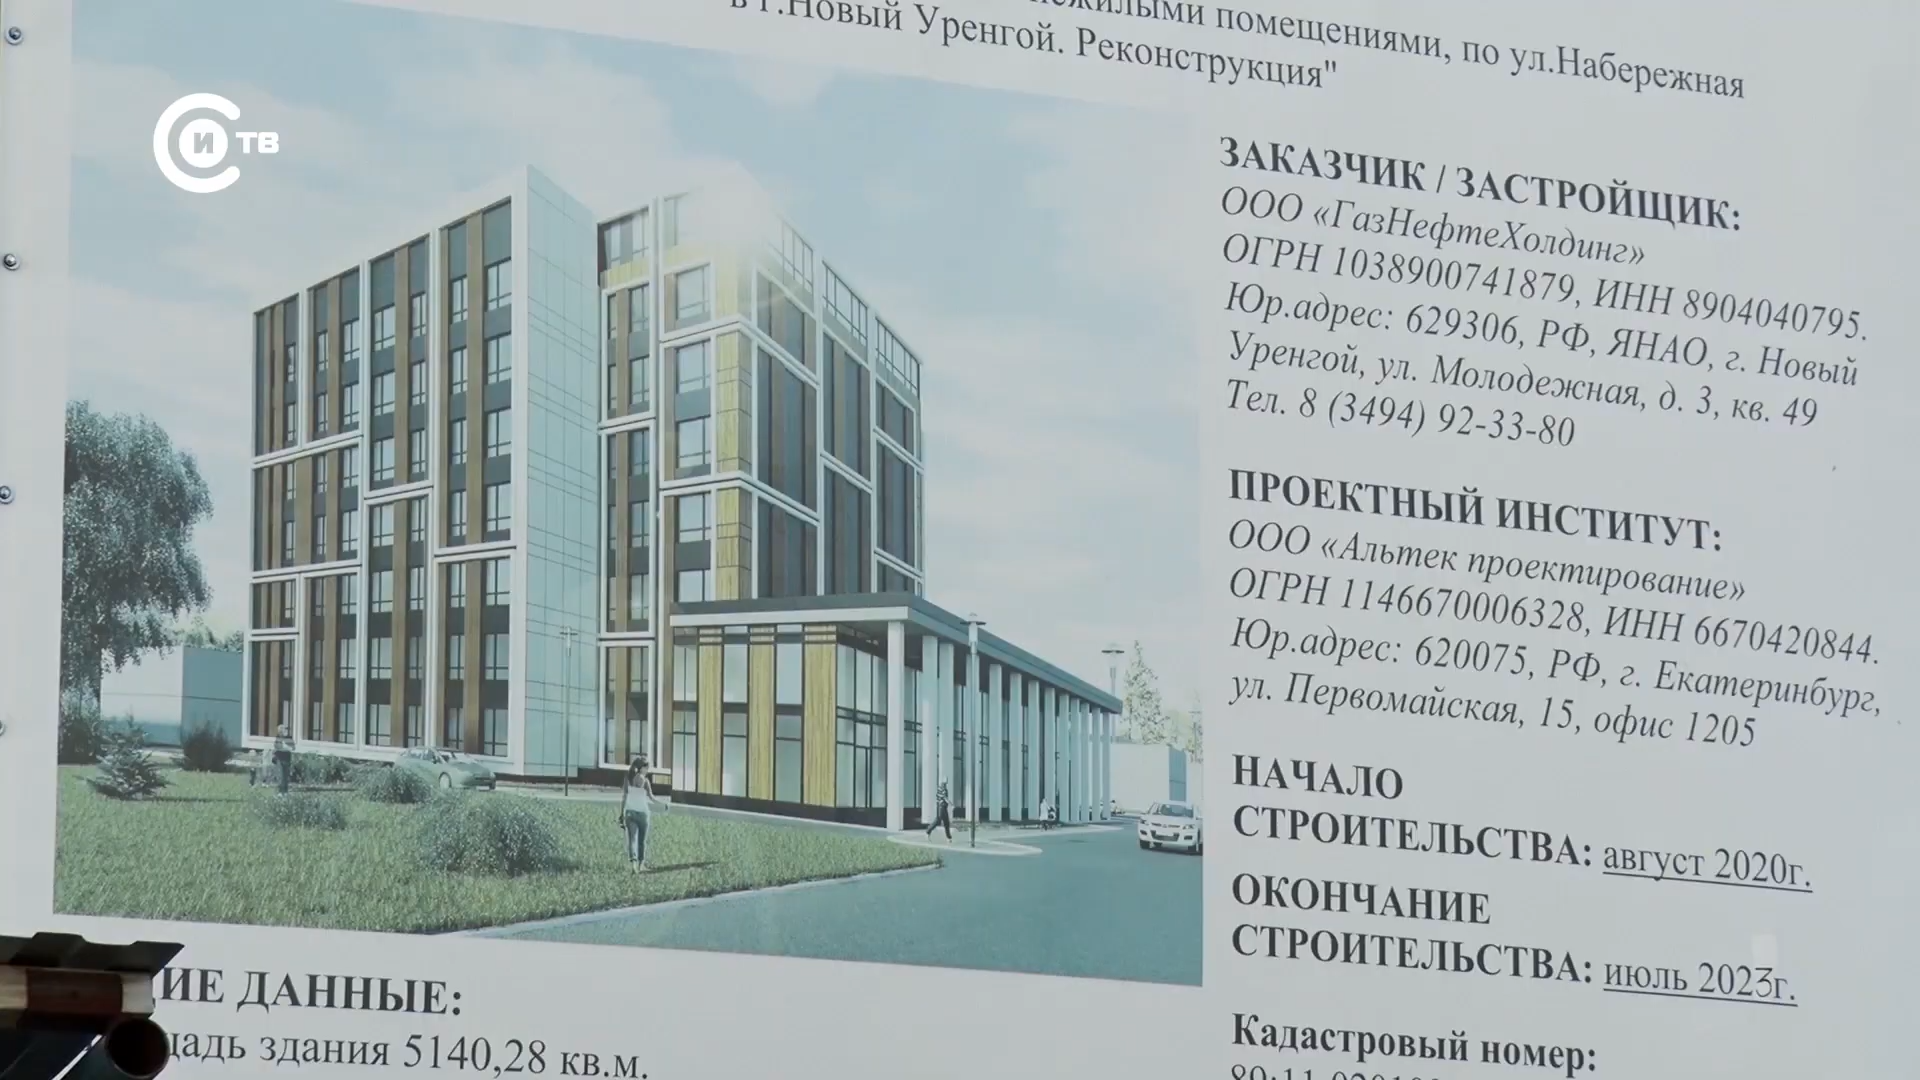 нежилыми помещениями, по ул.Набережная
в г.Новый Уренгой. Реконструкция"
СИТВ
ЗАКАЗЧИК / ЗАСТРОЙЩИК:
ООО «ГазНефтеХолдинг»
ОГРН 1038900741879, ИНН 8904040795.
Юр.адрес: 629306, РФ, ЯНАО, г. Новый
Уренгой, ул. Молодежная, д. 3, кв. 49
Тел. 8 (3494) 92-33-80
ПРОЕКТНЫЙ ИНСТИТУТ:
ООО «Альтек проектирование»
ОГРН 1146670006328, ИНН 6670420844.
Юр.адрес: 620075, РФ, г. Екатеринбург,
ул. Первомайская, 15, офис 1205
НАЧАЛО
СТРОИТЕЛЬСТВА: август 2020г.
ОКОНЧАНИЕ
СТРОИТЕЛЬСТВА: июль 2023г.
Кадастровый номер:
ИЕ ДАННЫЕ:
щадь здания 5140,28 кв.м.